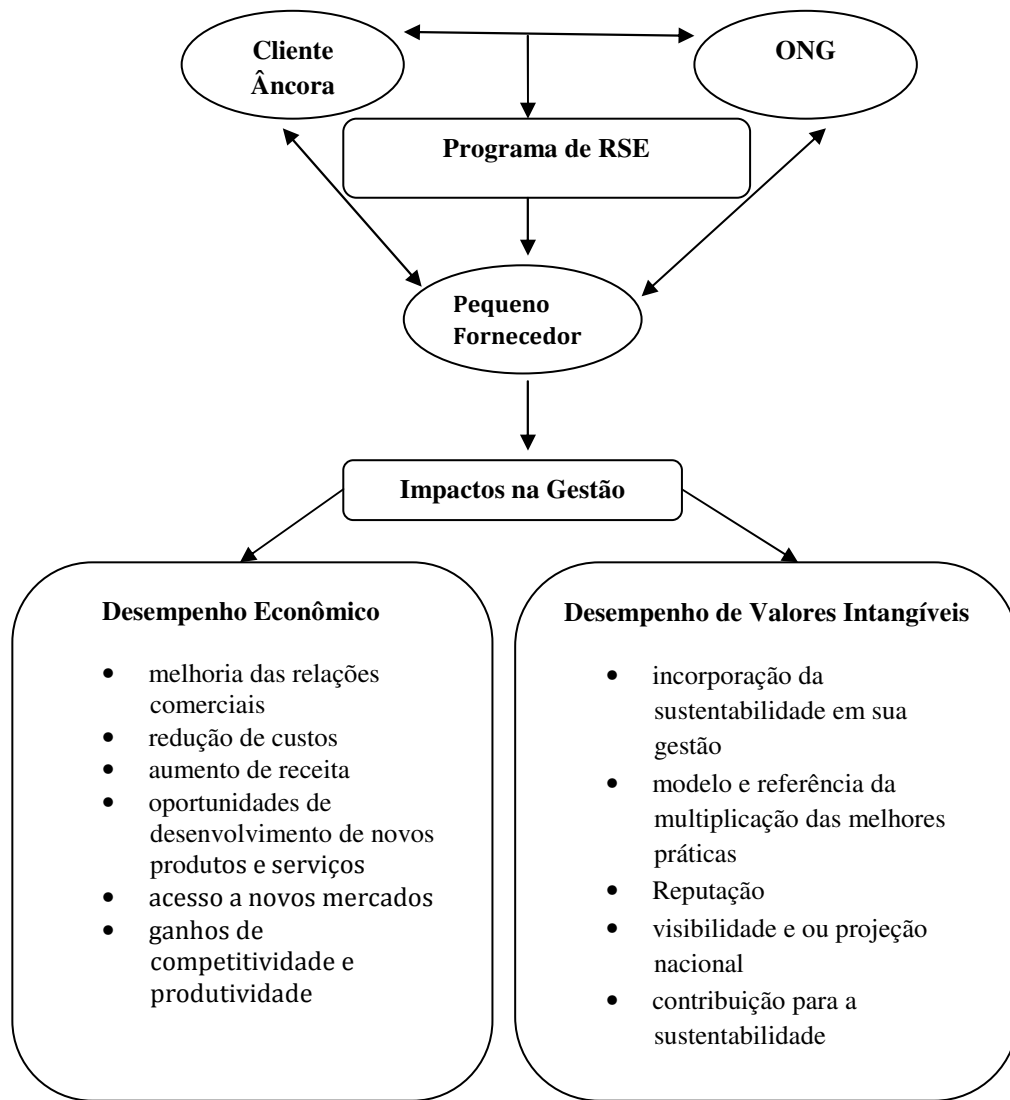 Cliente
Âncora
ONG
Programa de RSE
Pequeno
Fornecedor
Impactos na Gestão
Desempenho Econômico
• melhoria das relações
comerciais
• redução de custos
• aumento de receita
• oportunidades de
desenvolvimento de novos
produtos e serviços
• acesso a novos mercados
• ganhos de
competitividade e
produtividade
Desempenho de Valores Intangíveis
• incorporação da
sustentabilidade em sua
gestão
• modelo e referência da
multiplicação das melhores
práticas
• Reputação
• visibilidade e ou projeção
nacional
• contribuição para a
sustentabilidade